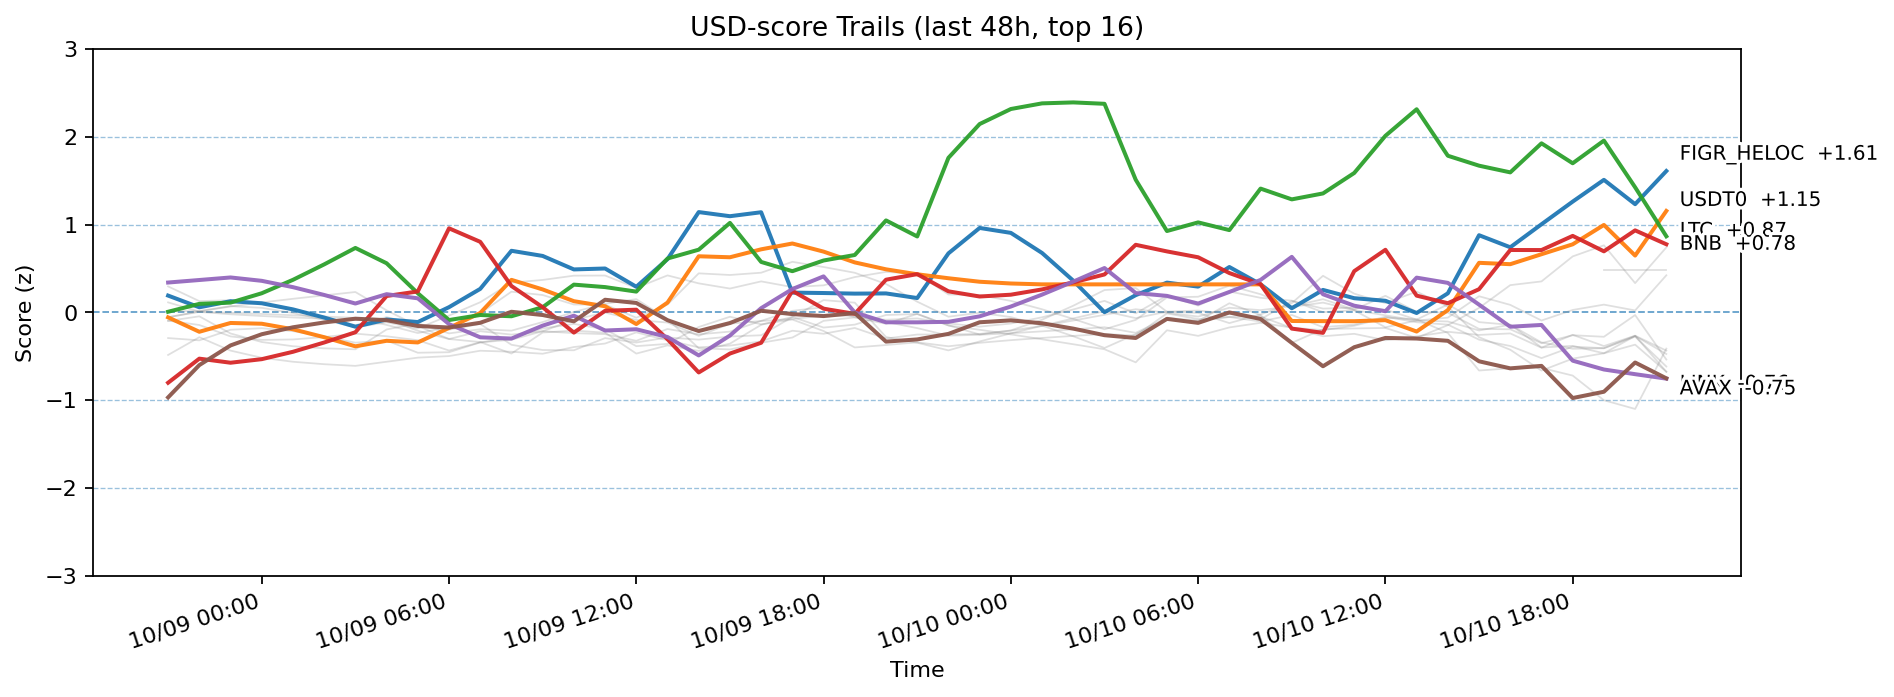 USD-score Trails (last 48h, top 16)
Score (z)
3
2
1
0
−1
−2
−3
FIGR_HELOC +1.61
USDT0 +1.15
LTC +0.87
BNB +0.78
AVAX -0.75
10/09 00:00
10/09 06:00
10/09 12:00
10/09 18:00
10/10 00:00
10/10 06:00
10/10 12:00
10/10 18:00
Time